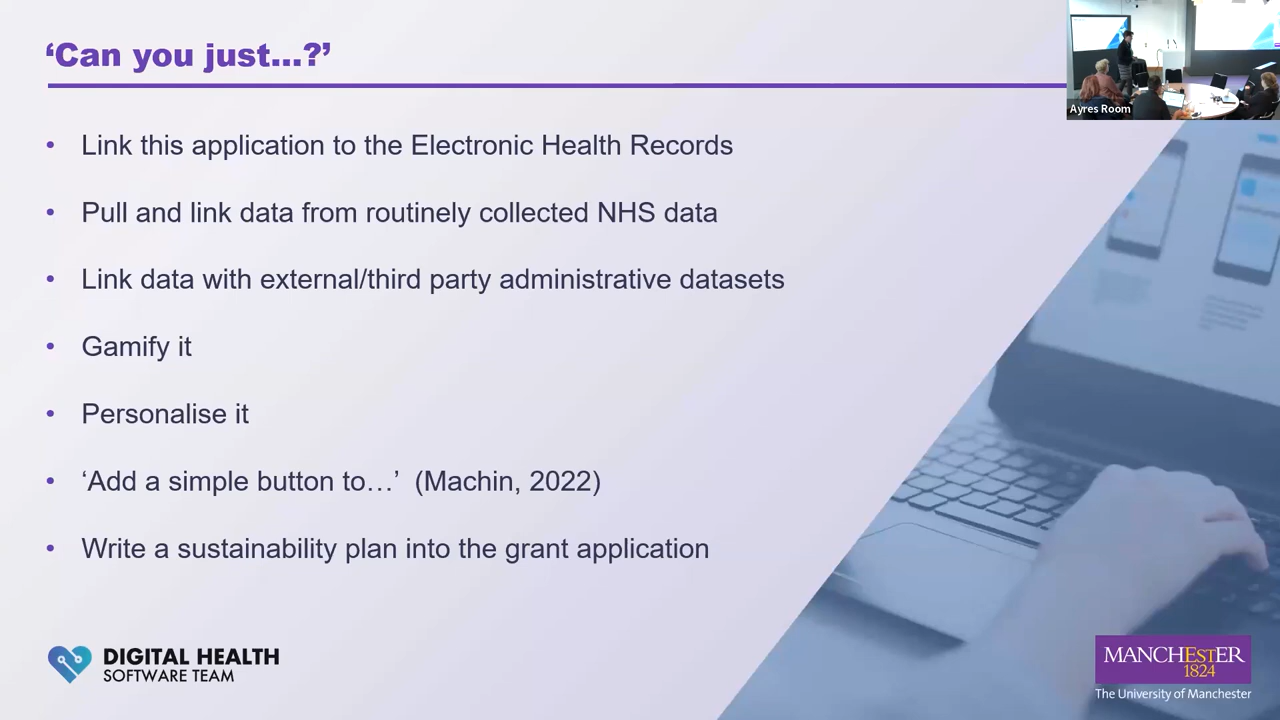 ‘Can you just...?’
Ayres Room
• Link this application to the Electronic Health Records
• Pull and link data from routinely collected NHS data
• Link data with external/third party administrative datasets
• Gamify it
• Personalise it
• ‘Add a simple button to…’ (Machin, 2022)
• Write a sustainability plan into the grant application
DIGITAL HEALTH
SOFTWARE TEAM
MANCHESTER
1824
The University of Manchester